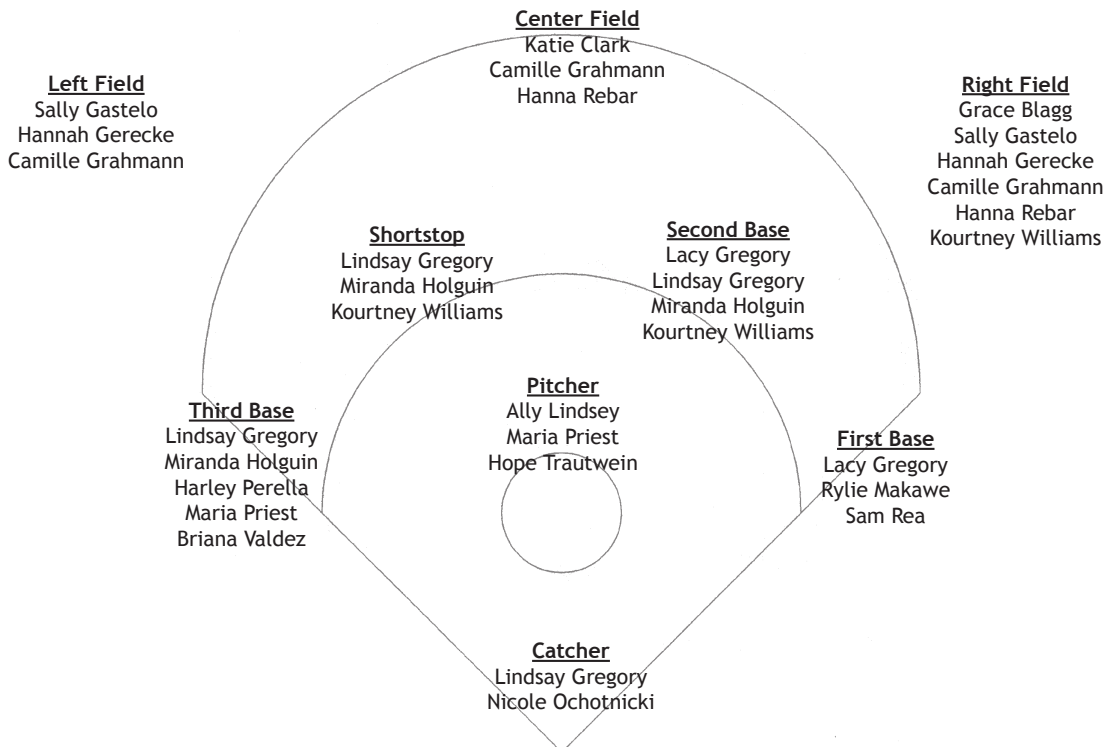 Center Field
Katie Clark
Camille Grahmann
Hanna Rebar
Left Field
Sally Gastelo
Hannah Gerecke
Camille Grahmann
Right Field
Grace Blagg
Sally Gastelo
Hannah Gerecke
Camille Grahmann
Hanna Rebar
Kourtney Williams
Shortstop
Lindsay Gregory
Miranda Holguin
Kourtney Williams
Second Base
Lacy Gregory
Lindsay Gregory
Miranda Holguin
Kourtney Williams
Third Base
Lindsay Gregory
Miranda Holguin
Harley Perella
Maria Priest
Briana Valdez
Pitcher
Ally Lindsey
Maria Priest
Hope Trautwein
First Base
Lacy Gregory
Rylie Makawe
Sam Rea
Catcher
Lindsay Gregory
Nicole Ochotnicki